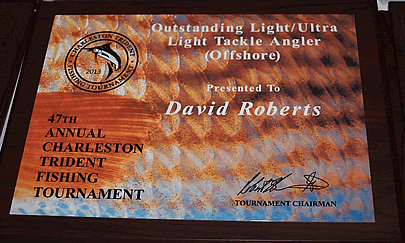 Outstanding Light/Ultra
Light Tackle Angler
(Offshore)
CHARLESTON TRIDENT
2013
FISHING TOURNAMENT
Presented To
David Roberts
47TH
ANNUAL
CHARLESTON
TRIDENT
FISHING
TOURNAMENT
TOURNAMENT CHAIRMAN